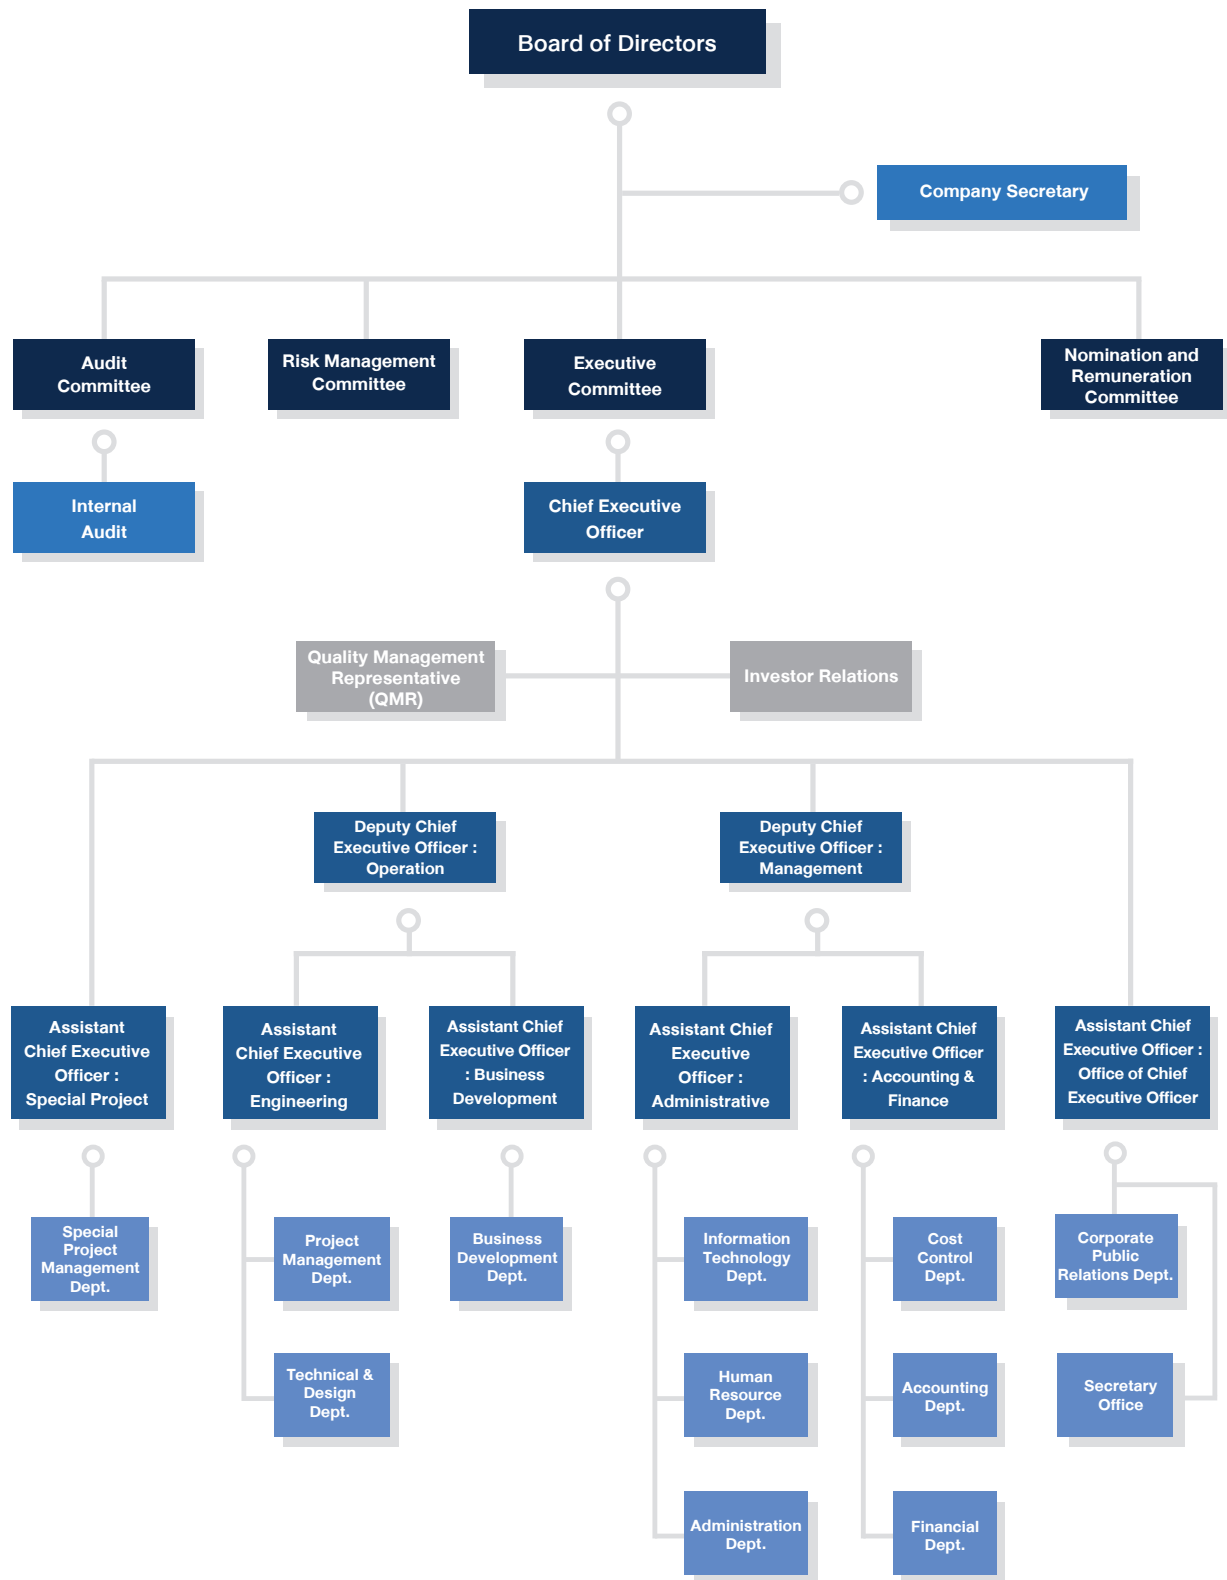 Board of Directors
Company Secretary
Audit
Committee
Risk Management
Committee
Executive
Committee
Nomination and
Remuneration
Committee
Internal
Audit
Chief Executive
Officer
Quality Management
Representative
(QMR)
Investor Relations
Deputy Chief
Executive Officer :
Operation
Deputy Chief
Executive Officer :
Management
Assistant
Chief Executive
Officer :
Special Project
Assistant
Chief Executive
Officer :
Engineering
Assistant Chief
Executive Officer
: Business
Development
Assistant Chief
Executive
Officer :
Administrative
Assistant Chief
Executive Officer
: Accounting &
Finance
Assistant Chief
Executive Officer :
Office of Chief
Executive Officer
Special
Project
Management
Dept.
Project
Management
Dept.
Business
Development
Dept.
Information
Technology
Dept.
Cost
Control
Dept.
Corporate
Public
Relations Dept.
Technical &
Design
Dept.
Human
Resource
Dept.
Accounting
Dept.
Secretary
Office
Administration
Dept.
Financial
Dept.